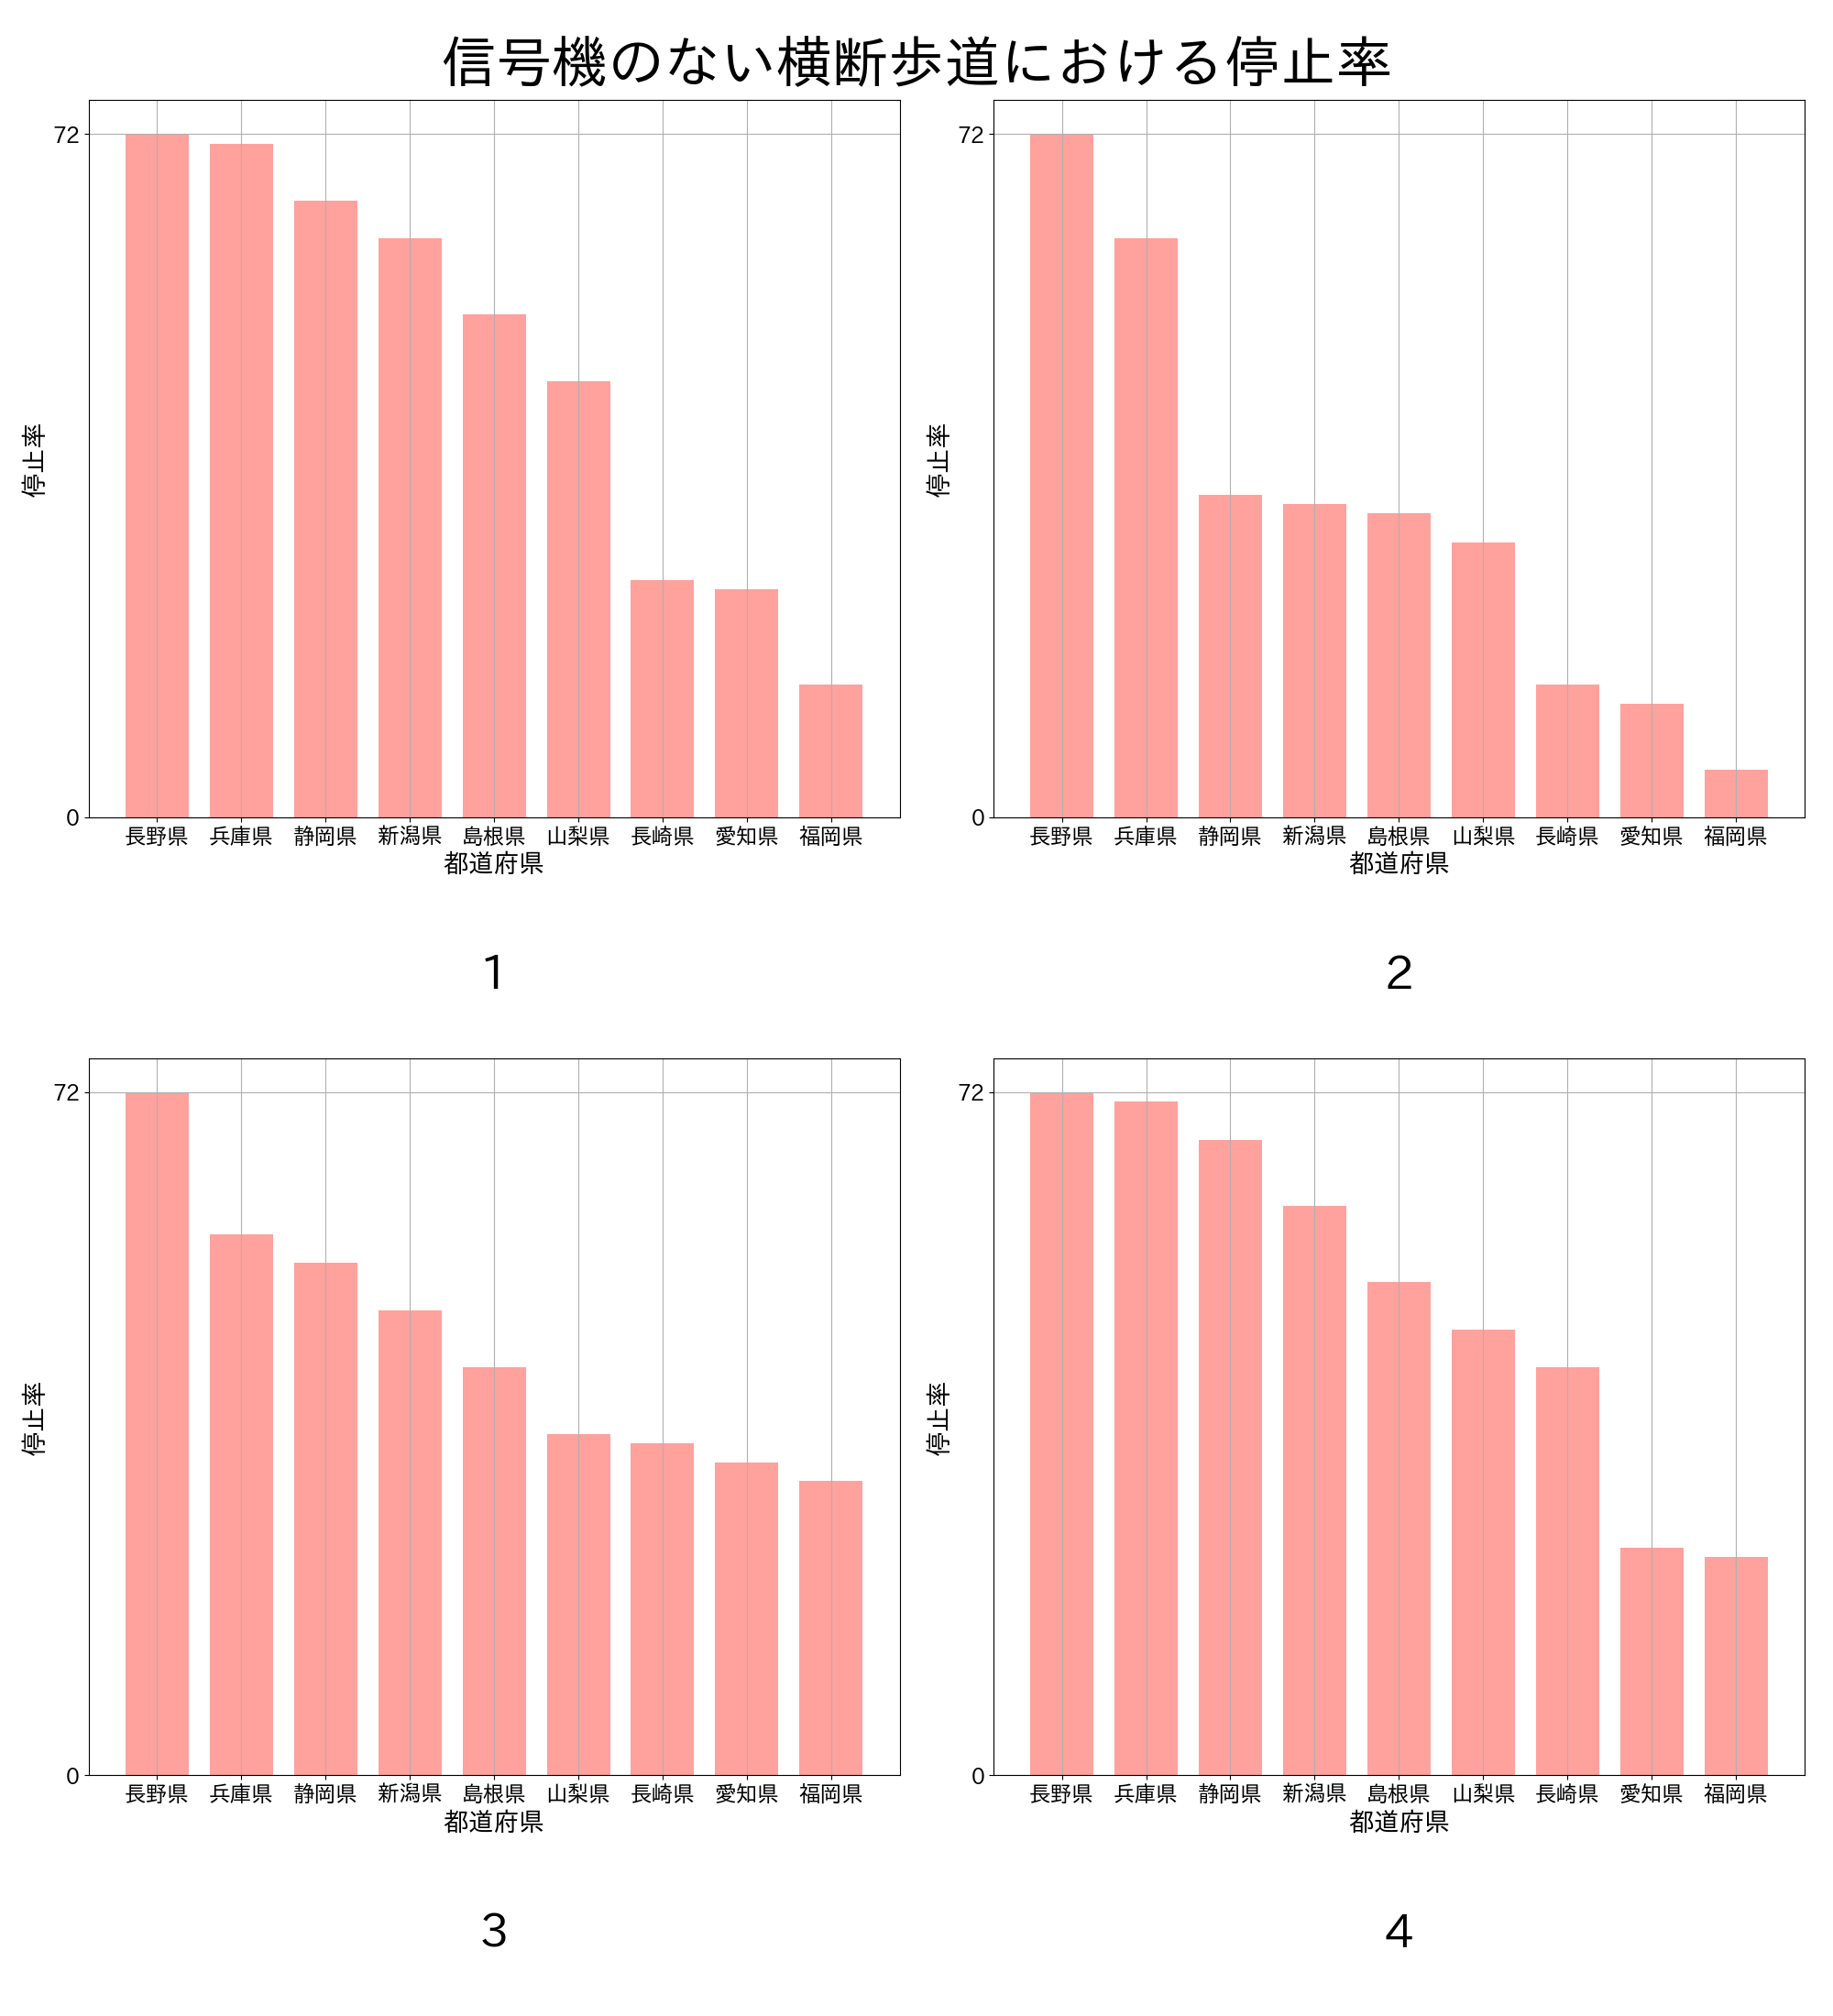 信号機のない横断歩道における停止率
72
0
停止率
長野県 兵庫県 静岡県 新潟県 島根県 山梨県 長崎県 愛知県 福岡県
都道府県
1
72
0
停止率
長野県 兵庫県 静岡県 新潟県 島根県 山梨県 長崎県 愛知県 福岡県
都道府県
2
72
0
停止率
長野県 兵庫県 静岡県 新潟県 島根県 山梨県 長崎県 愛知県 福岡県
都道府県
3
72
0
停止率
長野県 兵庫県 静岡県 新潟県 島根県 山梨県 長崎県 愛知県 福岡県
都道府県
4